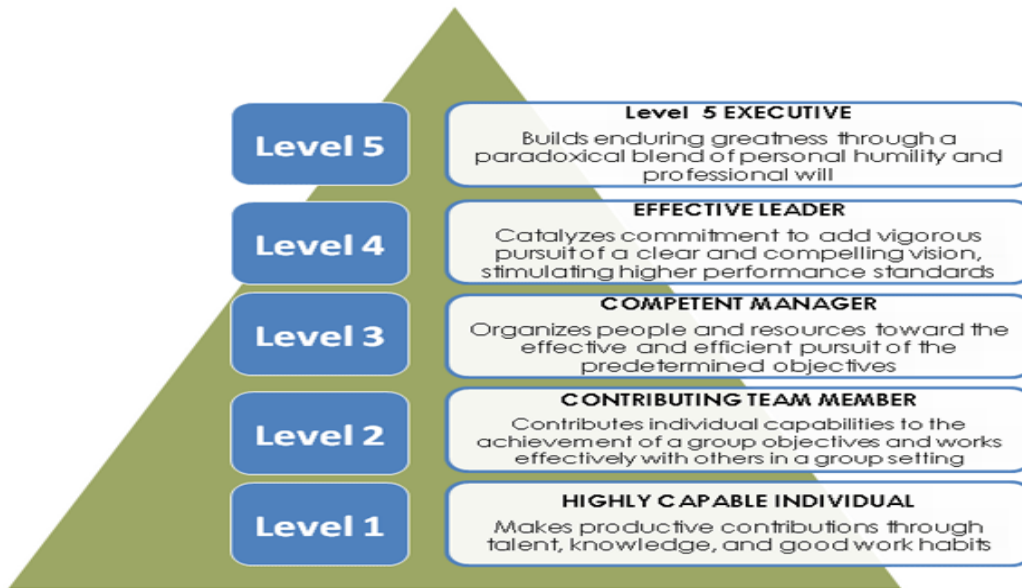 Level 5
Level 5 EXECUTIVE
Builds enduring greatness through a
paradoxical blend of personal humility and
professional will
Level 4
EFFECTIVE LEADER
Catalyzes commitment to add vigorous
pursuit of a clear and compelling vision,
stimulating higher performance standards
Level 3
COMPETENT MANAGER
Organizes people and resources toward the
effective and efficient pursuit of the
predetermined objectives
Level 2
CONTRIBUTING TEAM MEMBER
Contributes individual capabilities to the
achievement of a group objectives and works
effectively with others in a group setting
Level 1
HIGHLY CAPABLE INDIVIDUAL
Makes productive contributions through
talent, knowledge, and good work habits